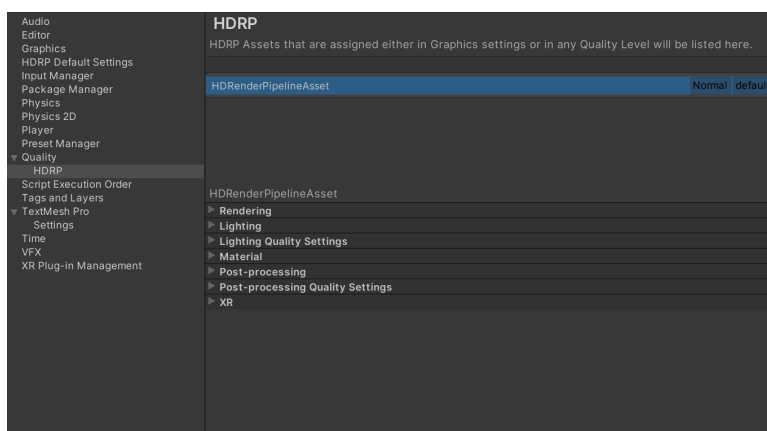 Audio
Editor
Graphics
HDRP Default Settings
Input Manager
Package Manager
Physics
Physics 2D
Player
Preset Manager
Quality
HDRP
Script Execution Order
Tags and Layers
TextMesh Pro
Settings
Time
VFX
XR Plug-in Management
HDRP
HDRP Assets that are assigned either in Graphics settings or in any Quality Level will be listed here.
HDRenderPipelineAsset Normal defaul
HDRenderPipelineAsset
Rendering
Lighting
Lighting Quality Settings
Material
Post-processing
Post-processing Quality Settings
XR